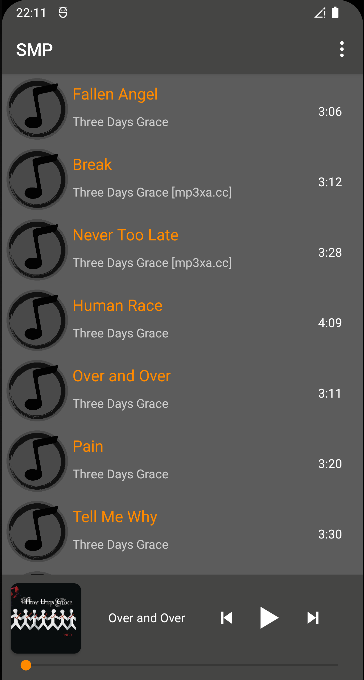 22:11
SMP
Fallen Angel
Three Days Grace
3:06
Break
Three Days Grace [mp3xa.cc]
3:12
Never Too Late
Three Days Grace [mp3xa.cc]
3:28
Human Race
Three Days Grace
4:09
Over and Over
Three Days Grace
3:11
Pain
Three Days Grace
3:20
Tell Me Why
Three Days Grace
3:30
Three Days Grace
Over and Over